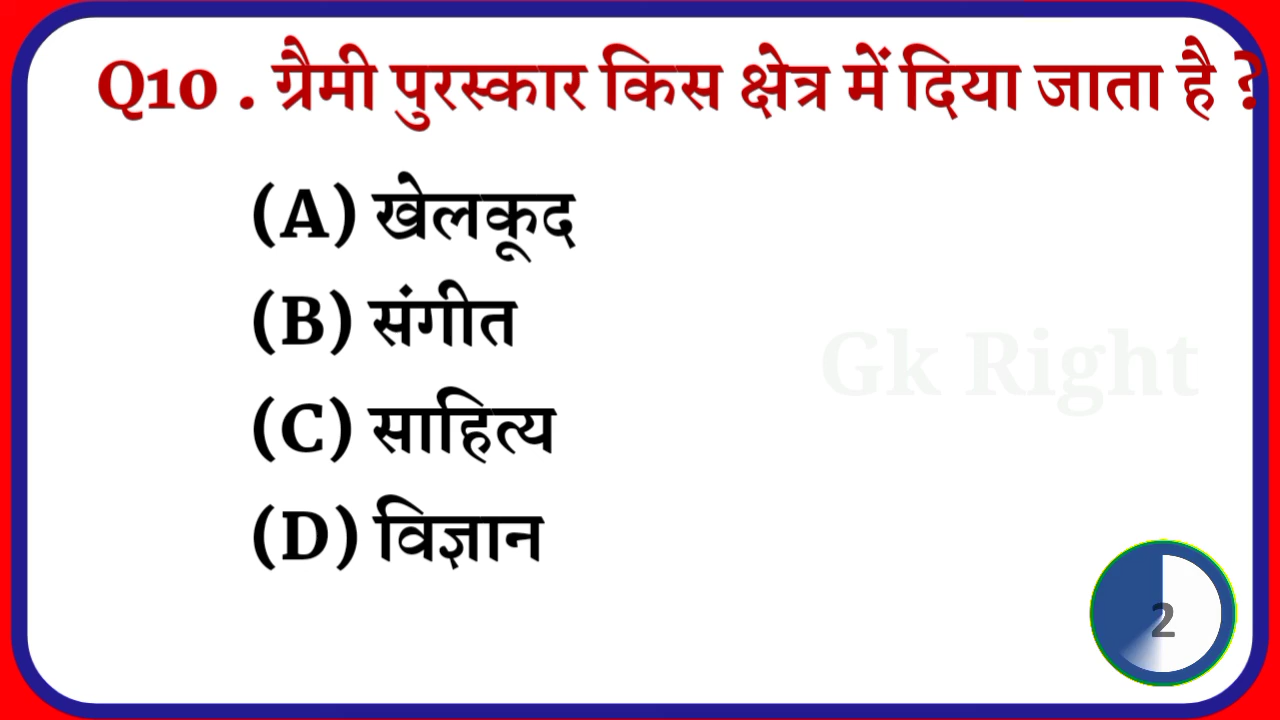 Q10 . ग्रैमी पुरस्कार किस क्षेत्र में दिया जाता है ?
(A) खेलकूद
(B) संगीत
Gk Right
(C) साहित्य
(D) विज्ञान
2